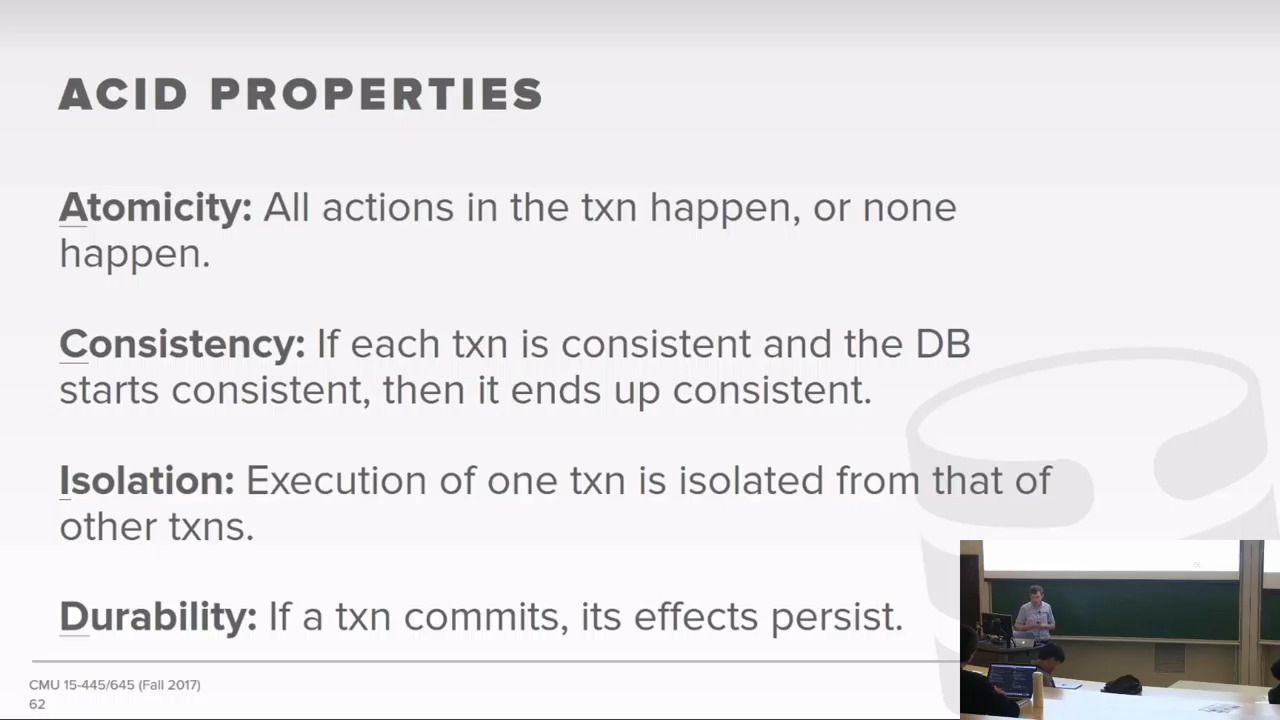 ACID PROPERTIES
Atomicity: All actions in the txn happen, or none
happen.
Consistency: If each txn is consistent and the DB
starts consistent, then it ends up consistent.
Isolation: Execution of one txn is isolated from that of
other txns.
Durability: If a txn commits, its effects persist.
CMU 15-445/645 (Fall 2017)
62